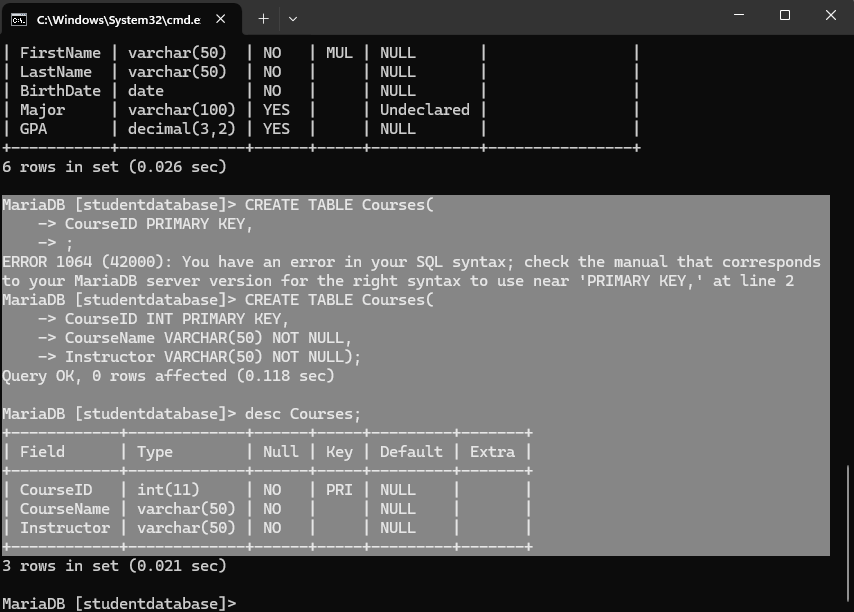 C:\Windows\System32\cmd.e
| FirstName | varchar(50) | NO | MUL | NULL | |
| LastName | varchar(50) | NO | | NULL | |
| BirthDate | date | NO | | NULL | |
| Major | varchar(100) | YES | | Undeclared | |
| GPA | decimal(3,2) | YES | | NULL | |
+-----------+--------------+------+-----+------------+----------------+
6 rows in set (0.026 sec)
MariaDB [studentdatabase]> CREATE TABLE Courses(
-> CourseID PRIMARY KEY,
-> ;
ERROR 1064 (42000): You have an error in your SQL syntax; check the manual that corresponds
to your MariaDB server version for the right syntax to use near 'PRIMARY KEY,' at line 2
MariaDB [studentdatabase]> CREATE TABLE Courses(
-> CourseID INT PRIMARY KEY,
-> CourseName VARCHAR(50) NOT NULL,
-> Instructor VARCHAR(50) NOT NULL);
Query OK, 0 rows affected (0.118 sec)
MariaDB [studentdatabase]> desc Courses;
+------------+-------------+------+-----+---------+-------+
| Field | Type | Null | Key | Default | Extra |
+------------+-------------+------+-----+---------+-------+
| CourseID | int(11) | NO | PRI | NULL | |
| CourseName | varchar(50) | NO | | NULL | |
| Instructor | varchar(50) | NO | | NULL | |
+------------+-------------+------+-----+---------+-------+
3 rows in set (0.021 sec)
MariaDB [studentdatabase]>